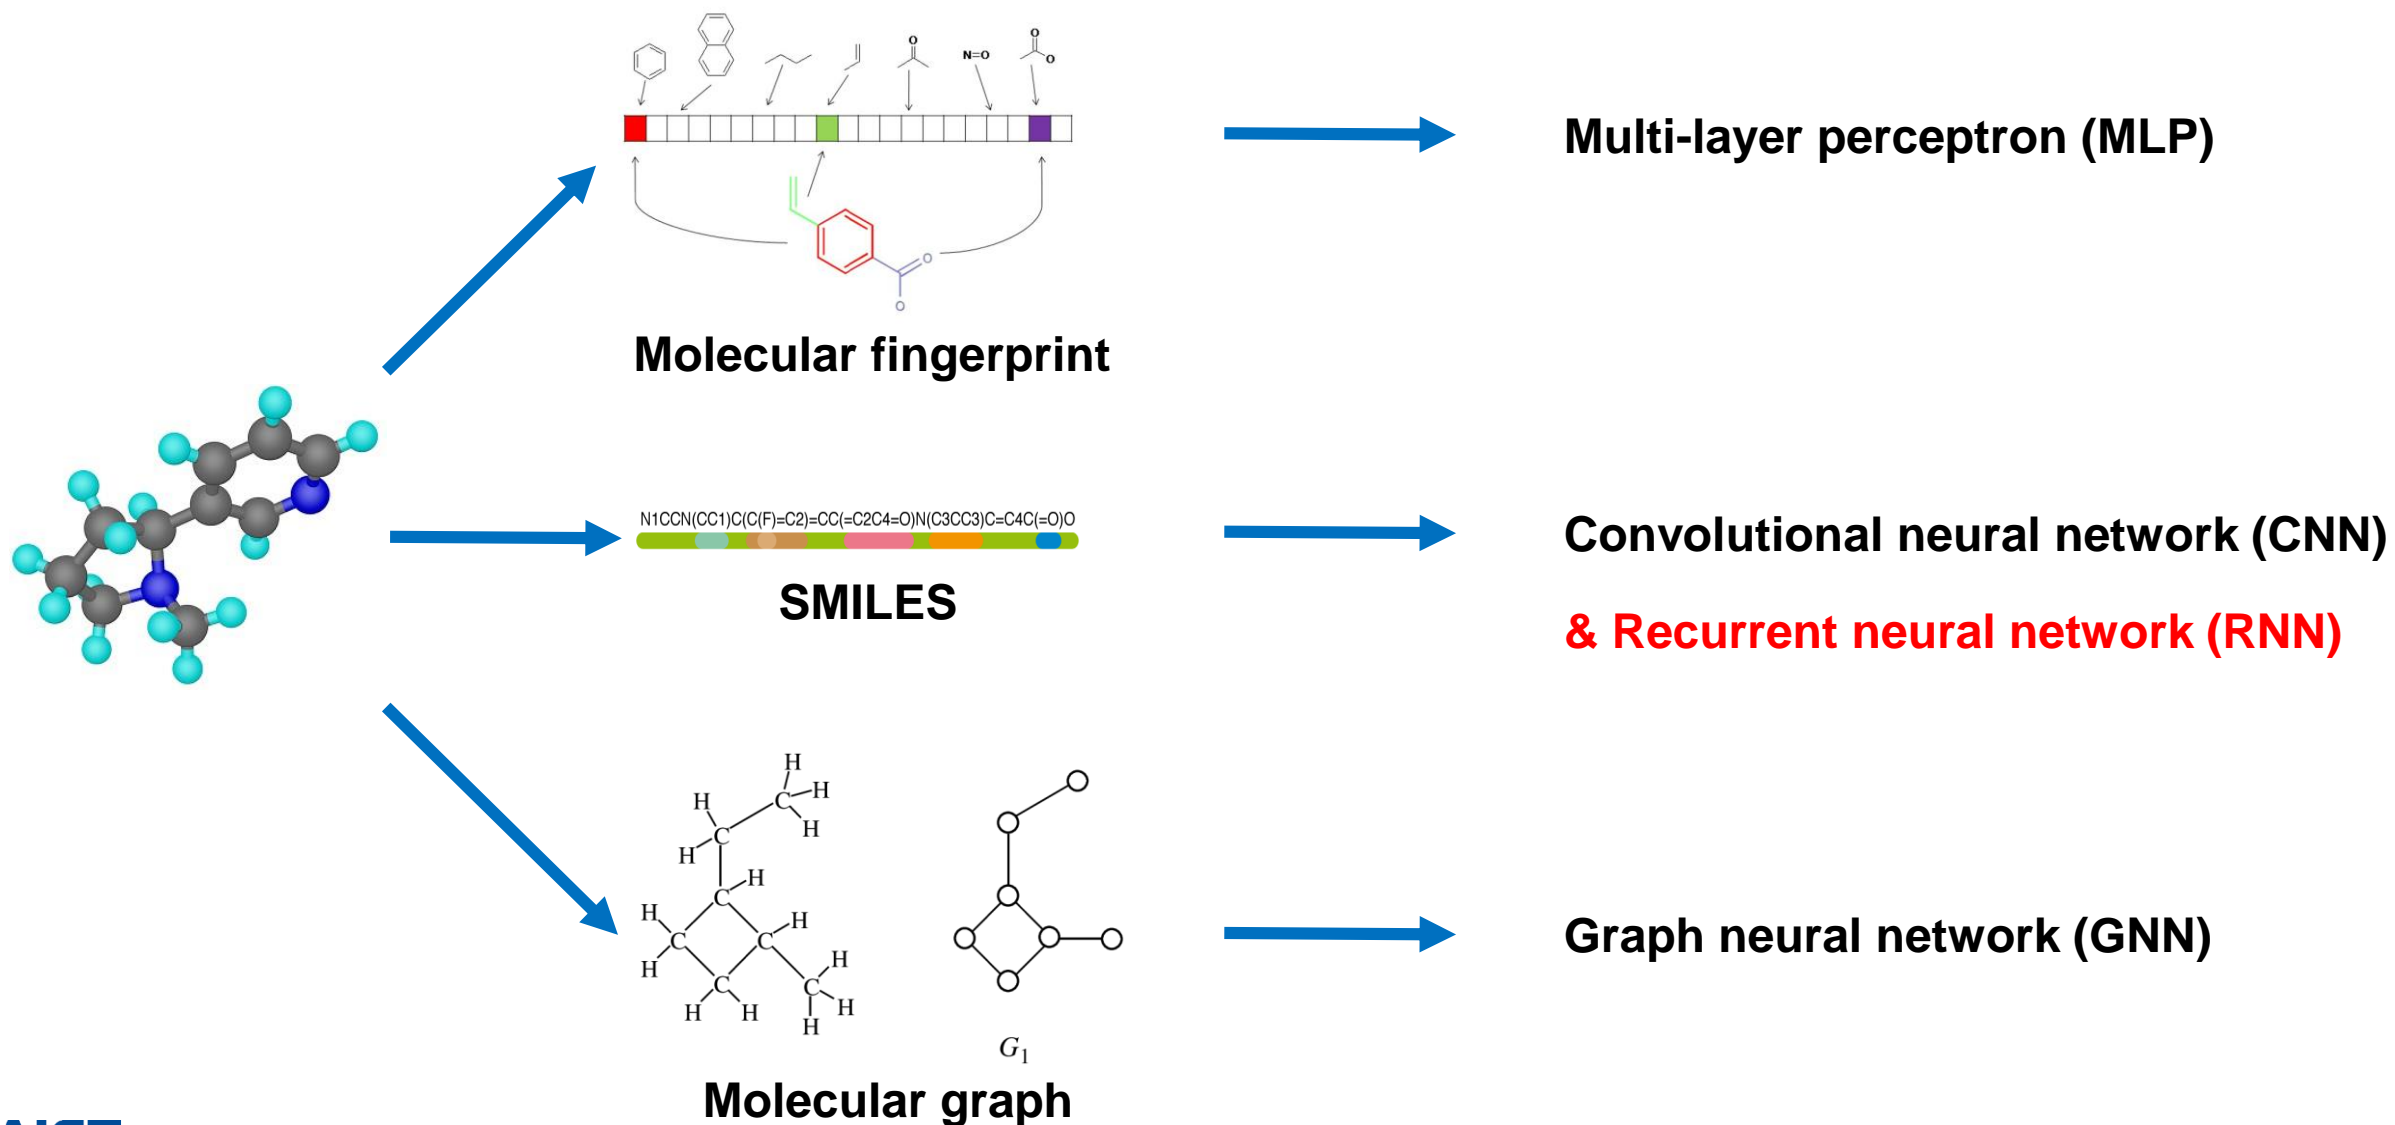 O
O
N=O
O
Multi-layer perceptron (MLP)
O
O
Molecular fingerprint
N1CCN(CC1)C(C(F)=C2)=CC(=C2C4=O)N(C3CC3)C=C4C(=O)O
Convolutional neural network (CNN)
SMILES
& Recurrent neural network (RNN)
H
H C H
H C H
H
C H
H H
C C
H Graph neural network (GNN)
H
C C
H H H
H
G1
Molecular graph